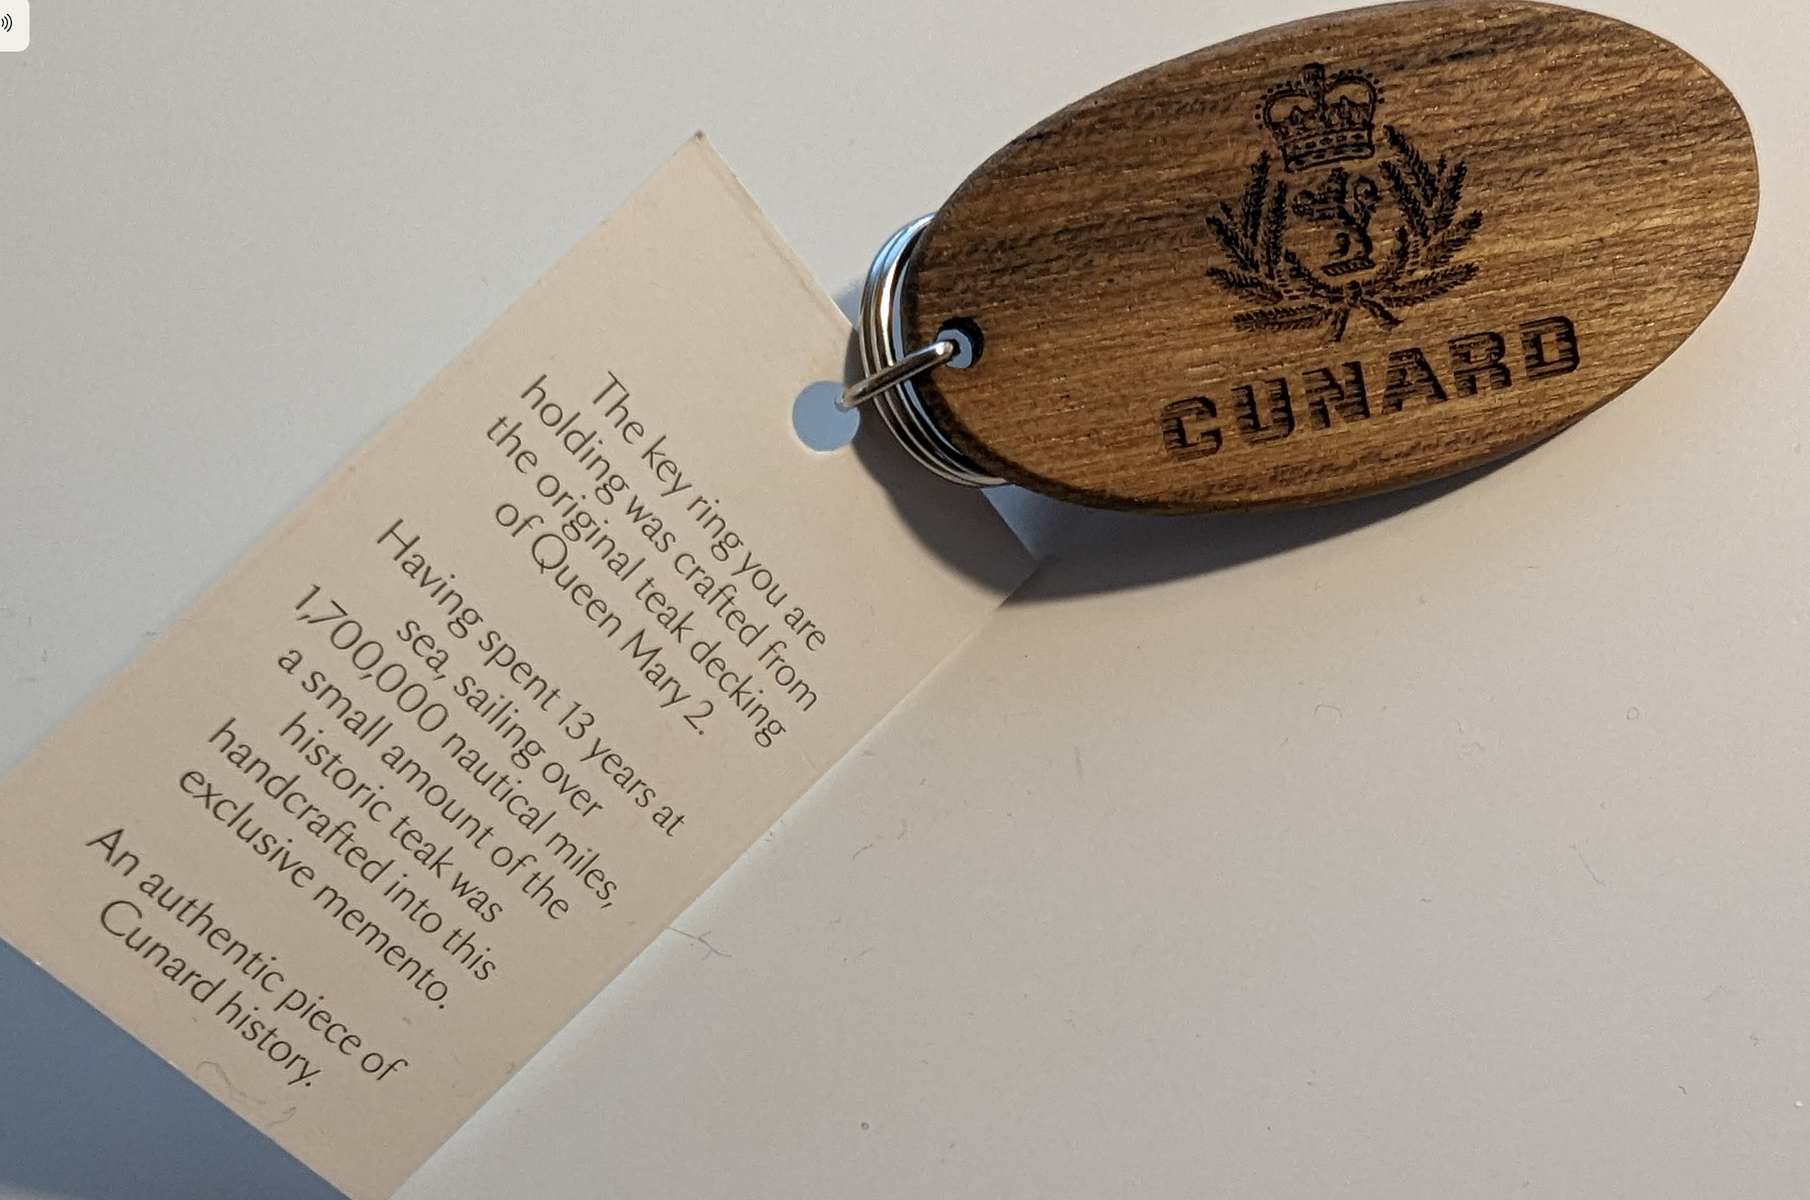 The key ring you are
holding was crafted from
the original teak decking
of Queen Mary 2.
Having spent 13 years at
sea, sailing over
1,700,000 nautical miles,
a small amount of the
historic teak was
handcrafted into this
exclusive memento.
An authentic piece of
Cunard history.
CUNARD